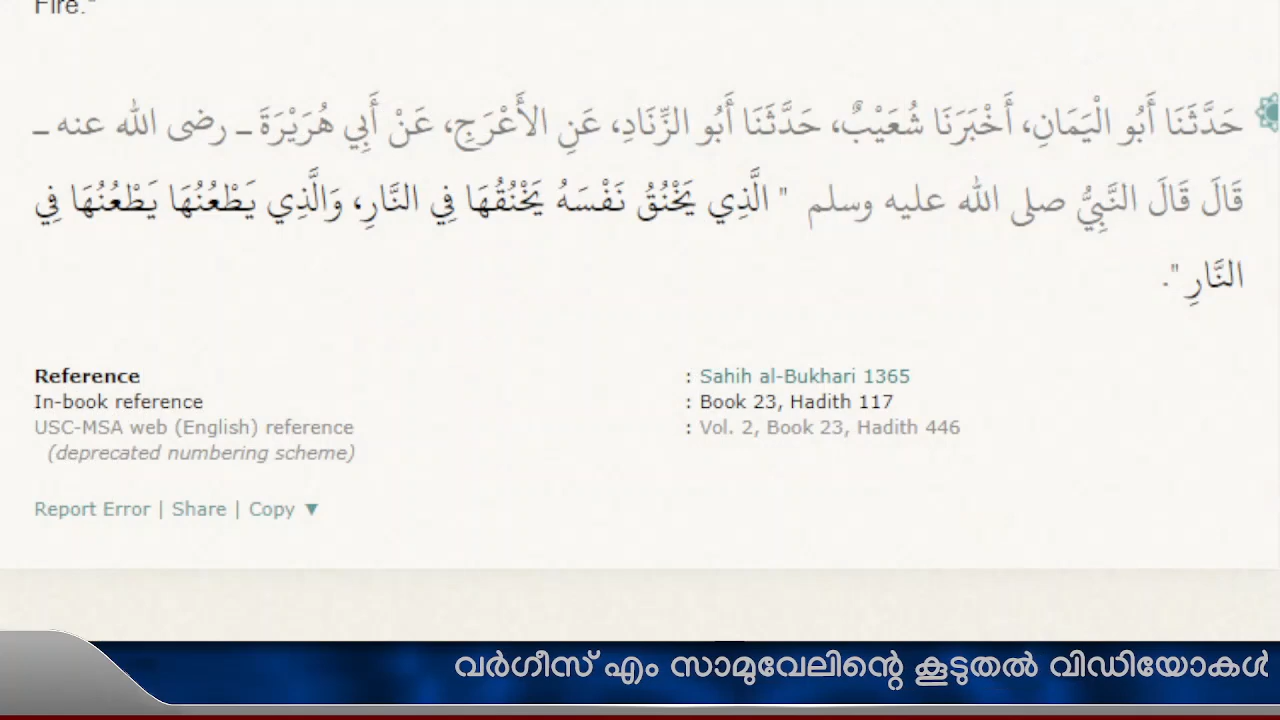 Fire."
حَدَّثَنَا أَبُو الْيَمَانِ، أَخْبَرَنَا شُعَيْبٌ، حَدَّثَنَا أَبُو الزِّنَادِ، عَنِ الأَعْرَجِ، عَنْ أَبِي هُرَيْرَةَ ـ رضى الله عنه ـ
قَالَ قَالَ النَّبِيُّ صلى الله عليه وسلم " الَّذِي يَخْنُقُ نَفْسَهُ يَخْنُقُهَا فِي النَّارِ، وَالَّذِي يَطْعُنُهَا يَطْعُنُهَا فِي
النَّارِ ".
Reference : Sahih al-Bukhari 1365
In-book reference : Book 23, Hadith 117
USC-MSA web (English) reference : Vol. 2, Book 23, Hadith 446
(deprecated numbering scheme)
Report Error | Share | Copy ▼
വർഗീസ് എം സാമുവേലിന്റെ കൂടുതൽ വിഡിയോകൾ